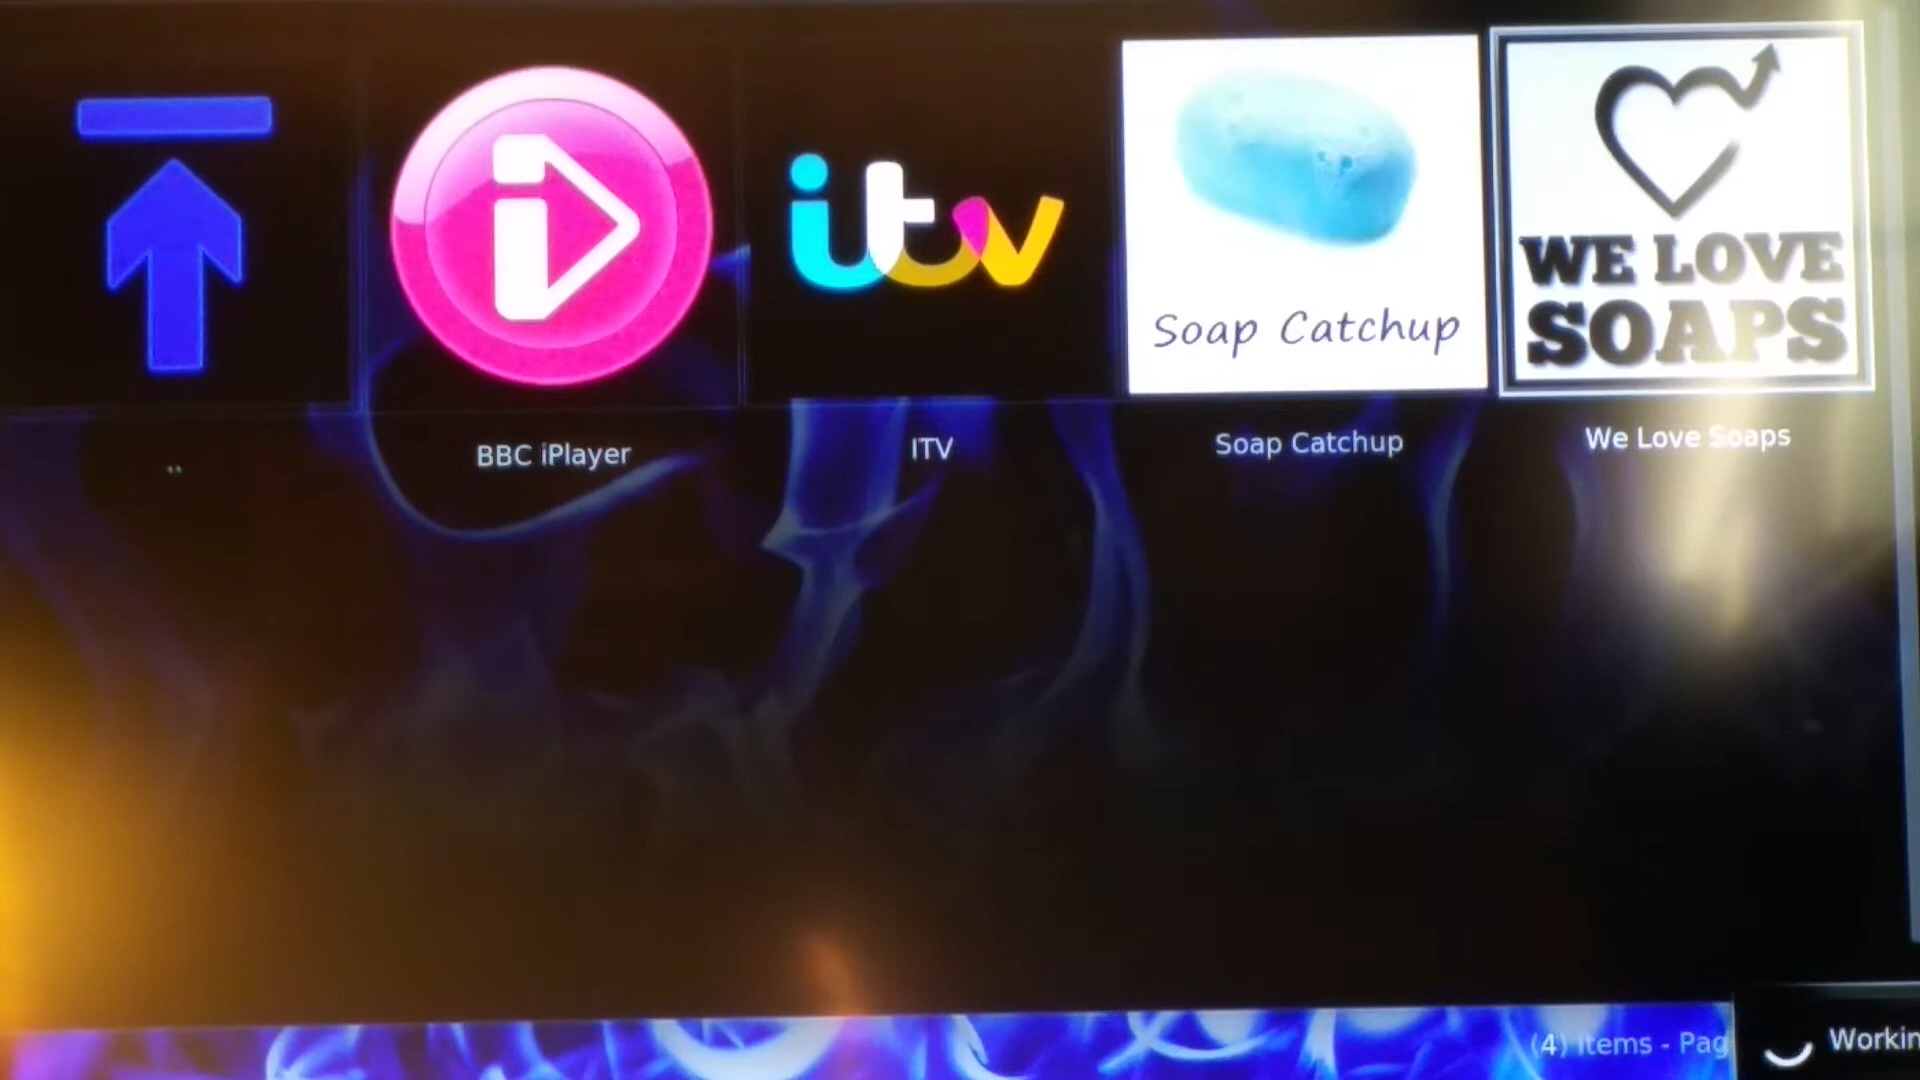 itv
Soap Catchup
WE LOVE
SOAPS
..
BBC iPlayer
ITV
Soap Catchup
We Love Soaps
(4) Items - Pag
Workin